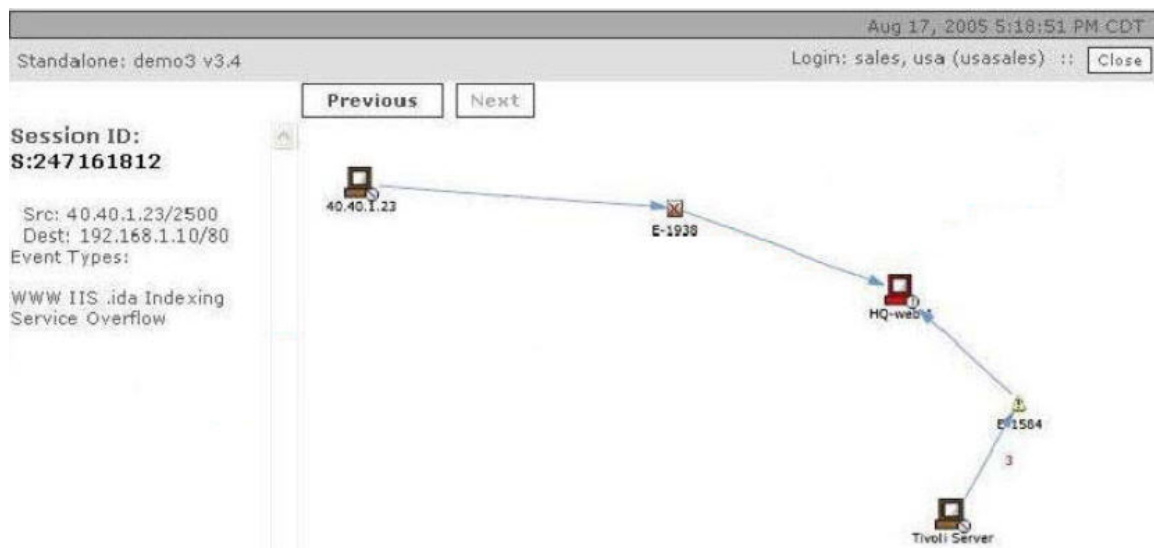 Aug 17, 2005 5:18:51 PM CDT
Standalone: demo3 v3.4
Login: sales, usa (usasales) :: Close
Previous Next
Session ID:
S:247161812
Src: 40.40.1.23/2500
Dest: 192.168.1.10/80
Event Types:
WWW IIS .ida Indexing
Service Overflow
40.40.1.23
E-1938
HQ-web-
E-1584
3
Tivoli Server